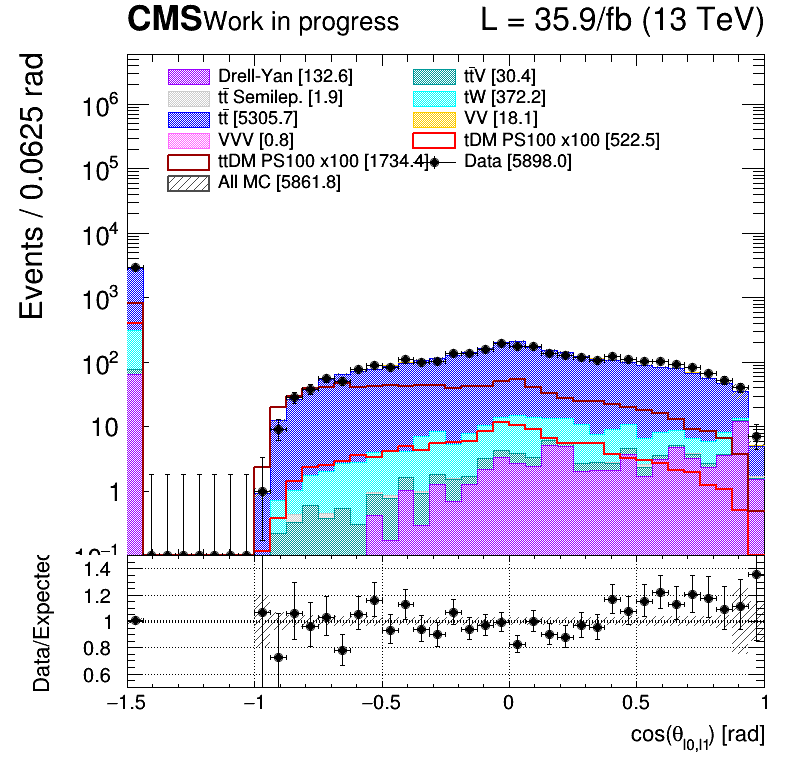 CMS Work in progress L = 35.9/fb (13 TeV)
Events / 0.0625 rad
Drell-Yan [132.6] tt̄V [30.4]
tt̄ Semilep. [1.9] tW [372.2]
tt̄ [5305.7] VV [18.1]
VVV [0.8] tDM PS100 x100 [522.5]
ttDM PS100 x100 [1734.4] Data [5898.0]
All MC [5861.8]
10⁶
10⁵
10⁴
10³
10²
10
1
10⁻¹
Data/Expected
1.4
1.2
1
0.8
0.6
−1.5 −1 −0.5 0 0.5 1
cos(θ_l0,l1) [rad]